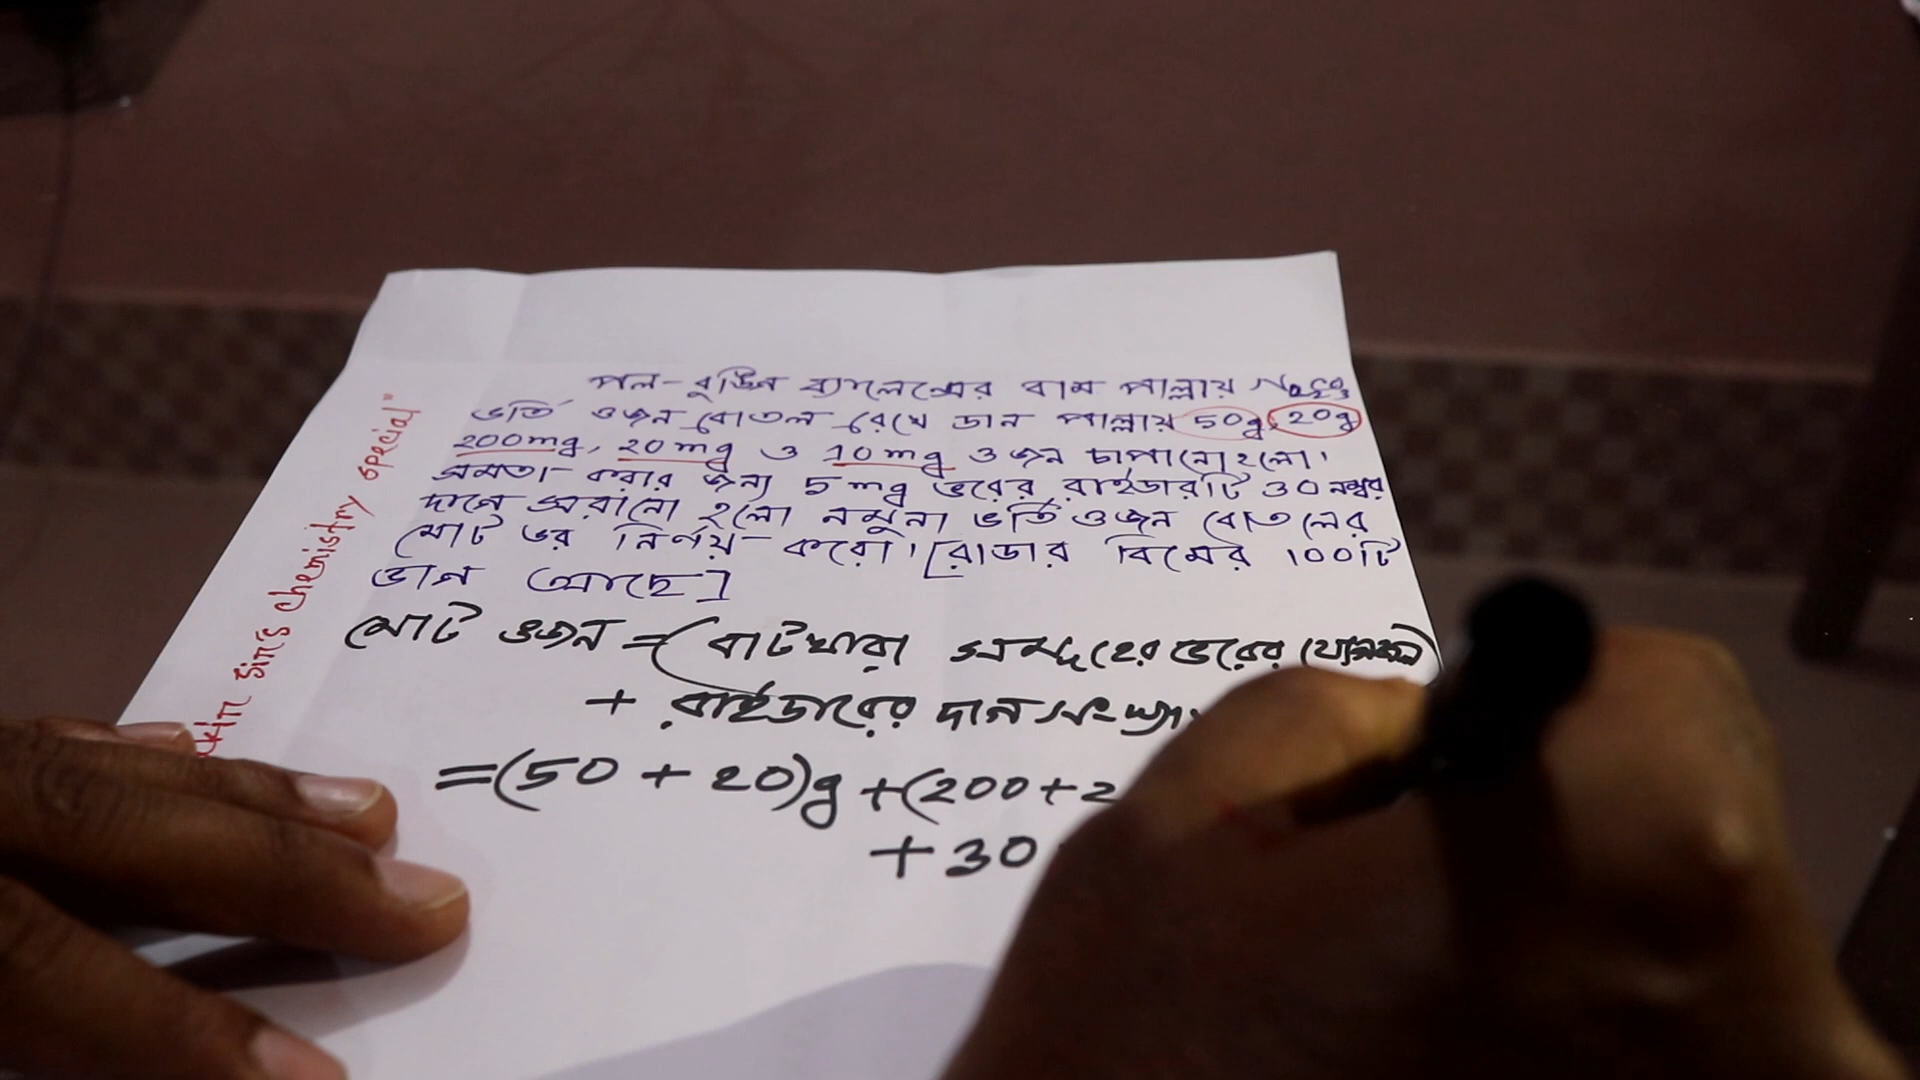 পল-বুঙ্গি ব্যালেন্সের বাম পাল্লায় Na2CO3
ভর্তি ওজন বোতল রেখে ডান পাল্লায় 50g, 20g
200mg, 20mg ও 10mg ওজন চাপানো হলো।
সমতা করার জন্য 5mg ভরের রাইডারটি 30 নম্বর
দাগে সরানো হলো নমুনা ভর্তি ওজন বোতলের
মোট ভর নির্ণয় করো। [রাডার বিমের 100টি
ভাগ আছে]
মোট ওজন = (বাটখারা সমূহের ভরের যোগফল)
+ রাইডারের দাগ সংখ্যা
=(50 + 20)g +(200+2
+30
sir's chemistry special"